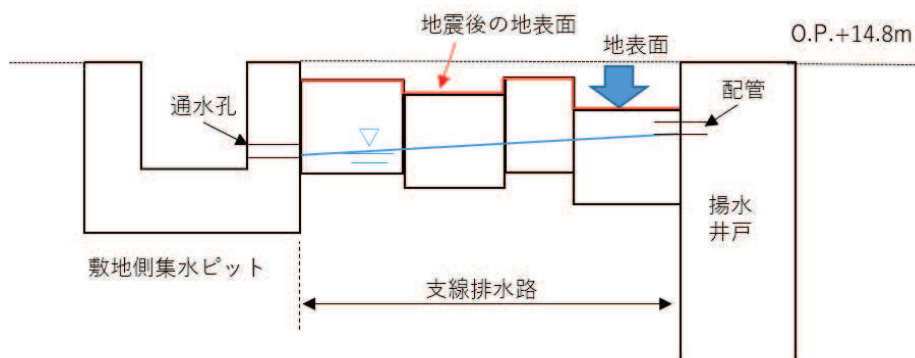 地震後の地表面
地表面
O.P.+14.8m
通水孔
配管
揚水
井戸
敷地側集水ピット
支線排水路